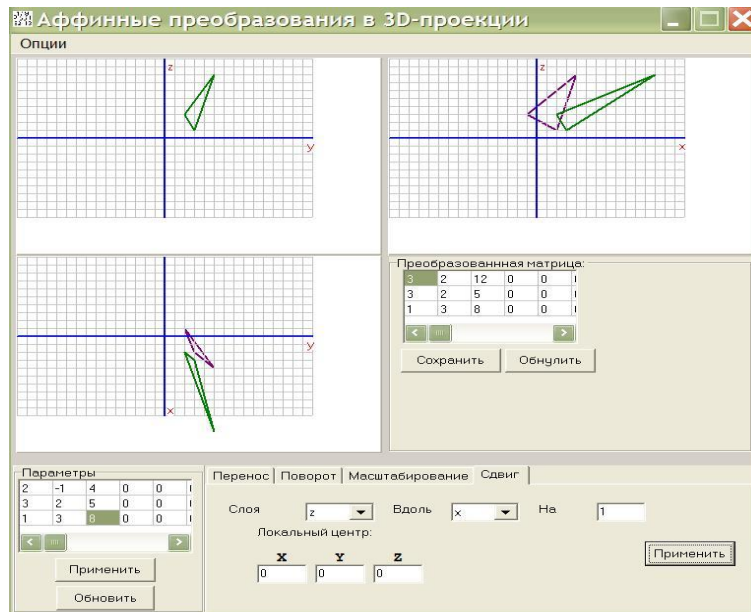 Аффинные преобразования в 3D-проекции
Опции
z
y
z
x
y
x
Преобразованнная матрица:
3 2 12 0 0
3 2 5 0 0
1 3 8 0 0
Сохранить Обнулить
Параметры
2 -1 4 0 0
3 2 5 0 0
1 3 8 0 0
Применить
Обновить
Перенос Поворот Масштабирование Сдвиг
Слоя z Вдоль x На 1
Локальный центр:
X Y Z
0 0 0
Применить